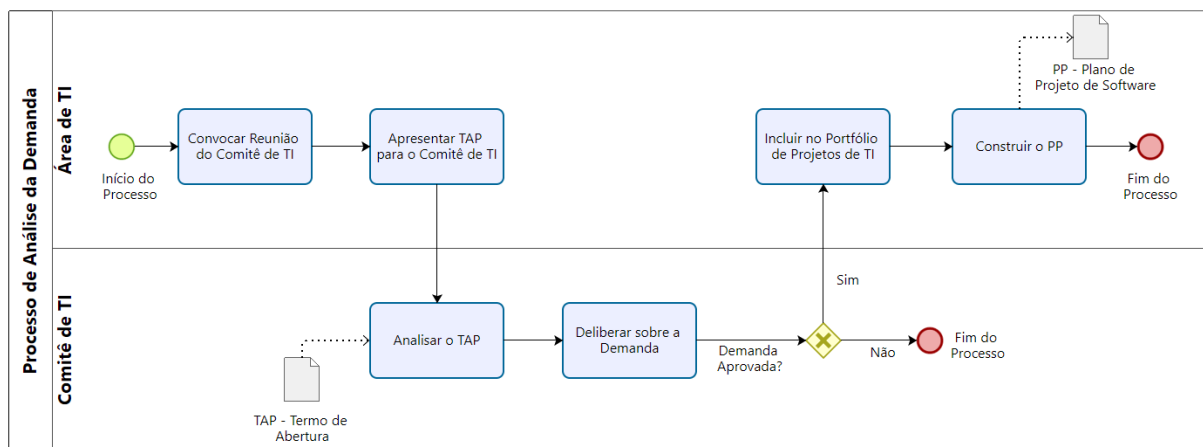 Processo de Análise da Demanda
Área de TI
Início do
Processo
Convocar Reunião
do Comitê de TI
Apresentar TAP
para o Comitê de TI
Incluir no Portfólio
de Projetos de TI
Construir o PP
PP - Plano de
Projeto de Software
Fim do
Processo
Comitê de TI
TAP - Termo de
Abertura
Analisar o TAP
Deliberar sobre a
Demanda
Demanda
Aprovada?
Sim
Não
Fim do
Processo